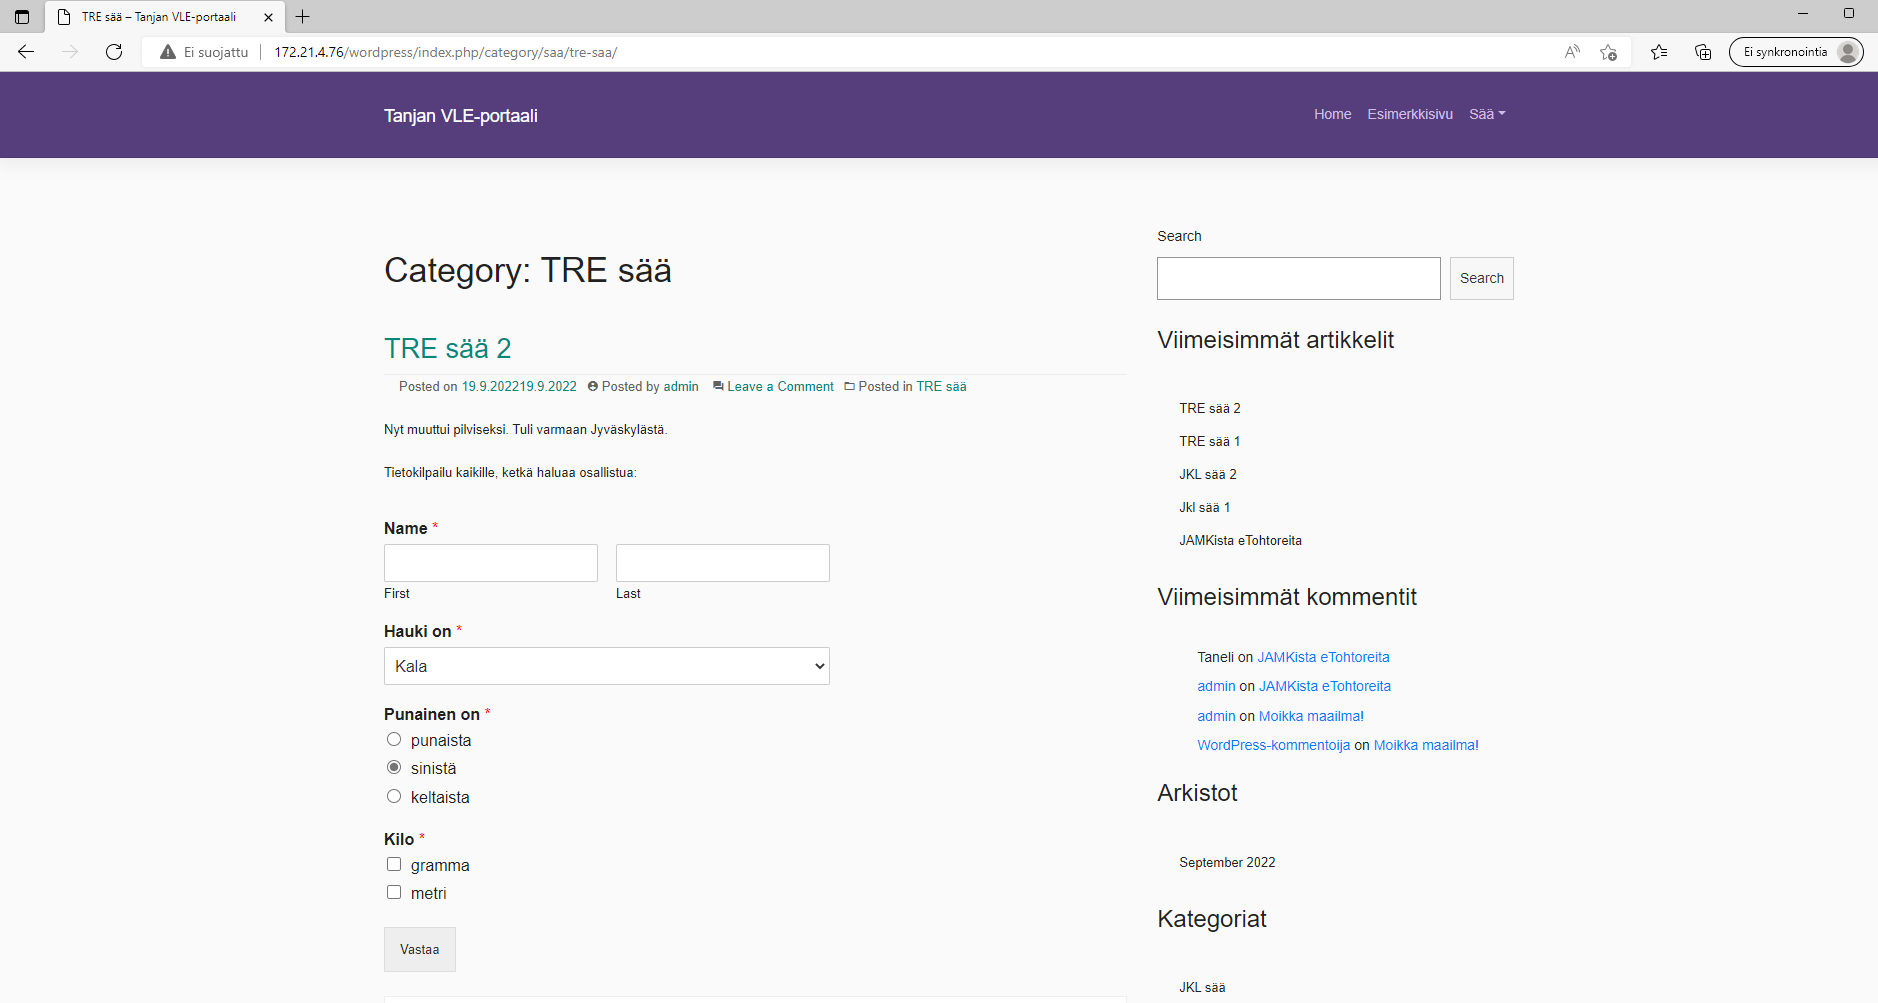 TRE sää – Tanjan VLE-portaali
Ei suojattu
172.21.4.76/wordpress/index.php/category/saa/tre-saa/
Ei synkronointia
Tanjan VLE-portaali
Home Esimerkkisivu Sää
Category: TRE sää
TRE sää 2
Posted on 19.9.202219.9.2022 Posted by admin Leave a Comment Posted in TRE sää
Nyt muuttui pilviseksi. Tuli varmaan Jyväskylästä.
Tietokilpailu kaikille, ketkä haluaa osallistua:
Name *
First Last
Hauki on *
Kala
Punainen on *
punaista
sinistä
keltaista
Kilo *
gramma
metri
Vastaa
Search
Search
Viimeisimmät artikkelit
TRE sää 2
TRE sää 1
JKL sää 2
Jkl sää 1
JAMKista eTohtoreita
Viimeisimmät kommentit
Taneli on JAMKista eTohtoreita
admin on JAMKista eTohtoreita
admin on Moikka maailma!
WordPress-kommentoija on Moikka maailma!
Arkistot
September 2022
Kategoriat
JKL sää